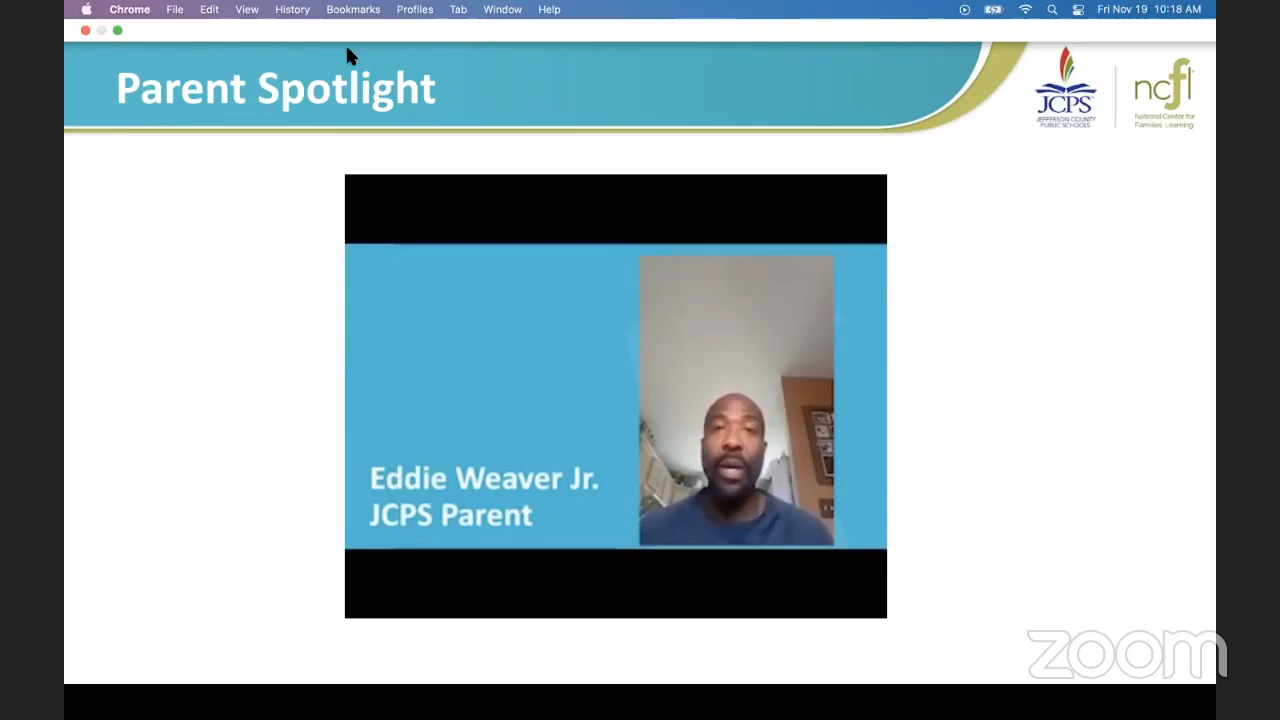 Chrome File Edit View History Bookmarks Profiles Tab Window Help Fri Nov 19 10:18 AM
Parent Spotlight
JCPS
JEFFERSON COUNTY
PUBLIC SCHOOLS
ncfl
National Center for
Families Learning
Eddie Weaver Jr.
JCPS Parent
zoom